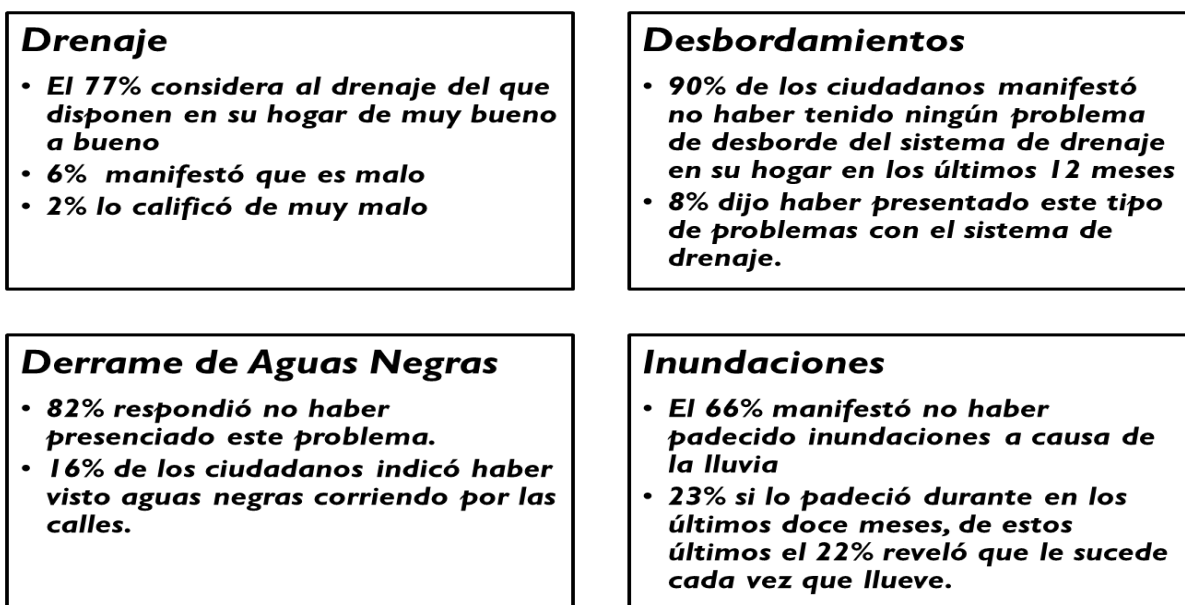 Drenaje
• El 77% considera al drenaje del que
disponen en su hogar de muy bueno
a bueno
• 6% manifestó que es malo
• 2% lo calificó de muy malo
Desbordamientos
• 90% de los ciudadanos manifestó
no haber tenido ningún problema
de desborde del sistema de drenaje
en su hogar en los últimos 12 meses
• 8% dijo haber presentado este tipo
de problemas con el sistema de
drenaje.
Derrame de Aguas Negras
• 82% respondió no haber
presenciado este problema.
• 16% de los ciudadanos indicó haber
visto aguas negras corriendo por las
calles.
Inundaciones
• El 66% manifestó no haber
padecido inundaciones a causa de
la lluvia
• 23% si lo padeció durante en los
últimos doce meses, de estos
últimos el 22% reveló que le sucede
cada vez que llueve.